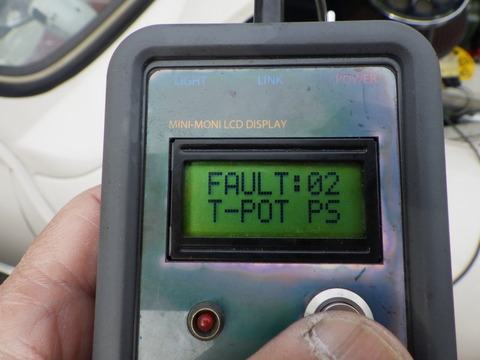 LIGHT LINK POWER
MINI-MONI LCD DISPLAY
FAULT:02
T-POT PS